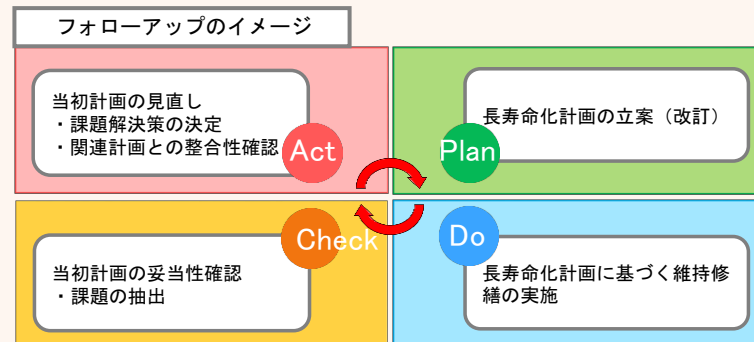 フォローアップのイメージ
当初計画の見直し
・課題解決策の決定
・関連計画との整合性確認
Act
Plan
長寿命化計画の立案（改訂）
当初計画の妥当性確認
・課題の抽出
Check
Do
長寿命化計画に基づく維持修
繕の実施